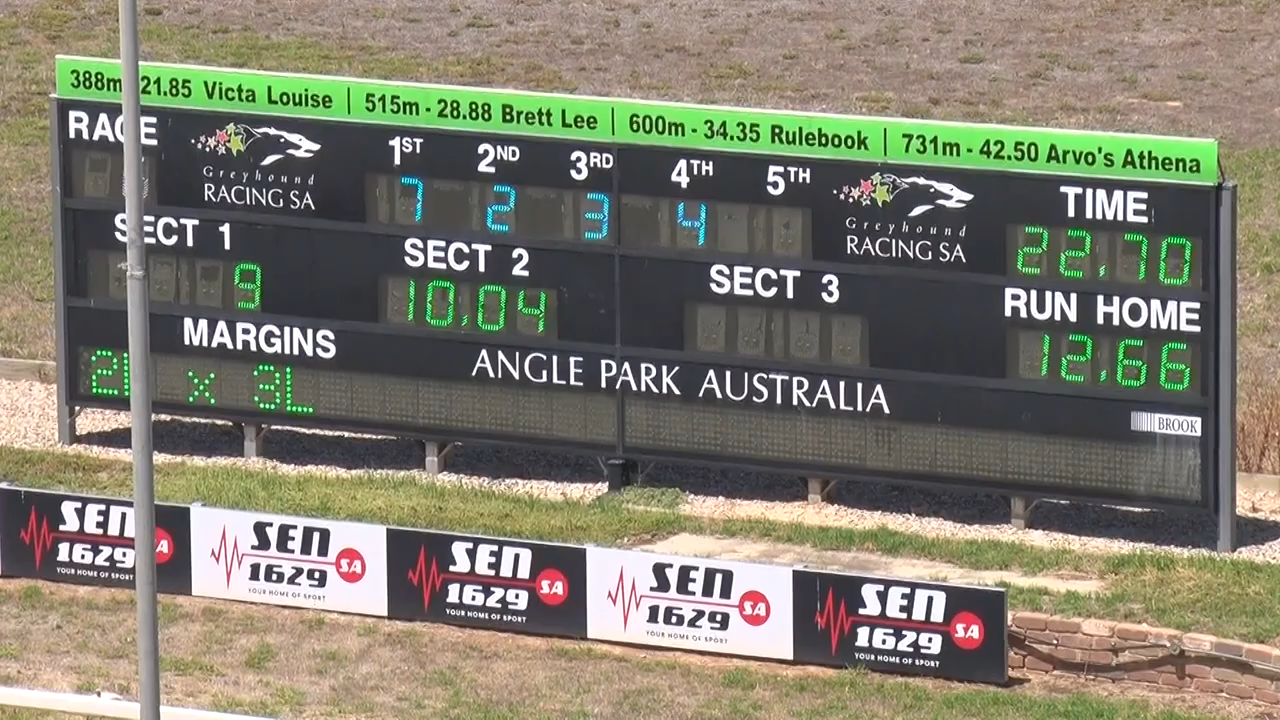 388m 21.85 Victa Louise | 515m - 28.88 Brett Lee | 600m - 34.35 Rulebook | 731m - 42.50 Arvo's Athena
RACE
Greyhound
RACING SA
1ST 2ND 3RD 4TH 5TH
7 2 3 4
Greyhound
RACING SA
TIME
22.70
SECT 1
9
SECT 2
10.04
SECT 3
RUN HOME
12.66
MARGINS
x 3L
ANGLE PARK AUSTRALIA
BROOK
SEN
1629
YOUR HOME OF SPORT
SEN
1629 SA
YOUR HOME OF SPORT
SEN
1629 SA
YOUR HOME OF SPORT
SEN
1629 SA
YOUR HOME OF SPORT
SEN
1629 SA
YOUR HOME OF SPORT